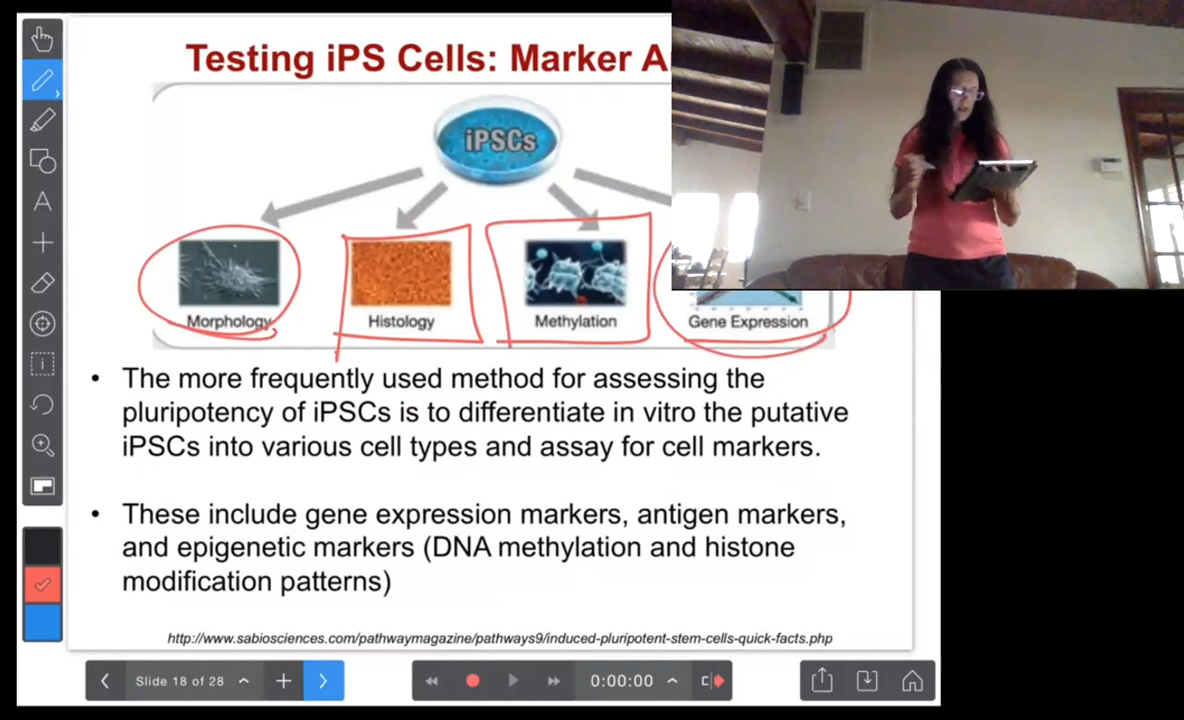 Testing iPS Cells: Marker A
iPSCs
Morphology
Histology
Methylation
Gene Expression
• The more frequently used method for assessing the
pluripotency of iPSCs is to differentiate in vitro the putative
iPSCs into various cell types and assay for cell markers.
• These include gene expression markers, antigen markers,
and epigenetic markers (DNA methylation and histone
modification patterns)
http://www.sabiosciences.com/pathwaymagazine/pathways9/induced-pluripotent-stem-cells-quick-facts.php
Slide 18 of 28
0:00:00